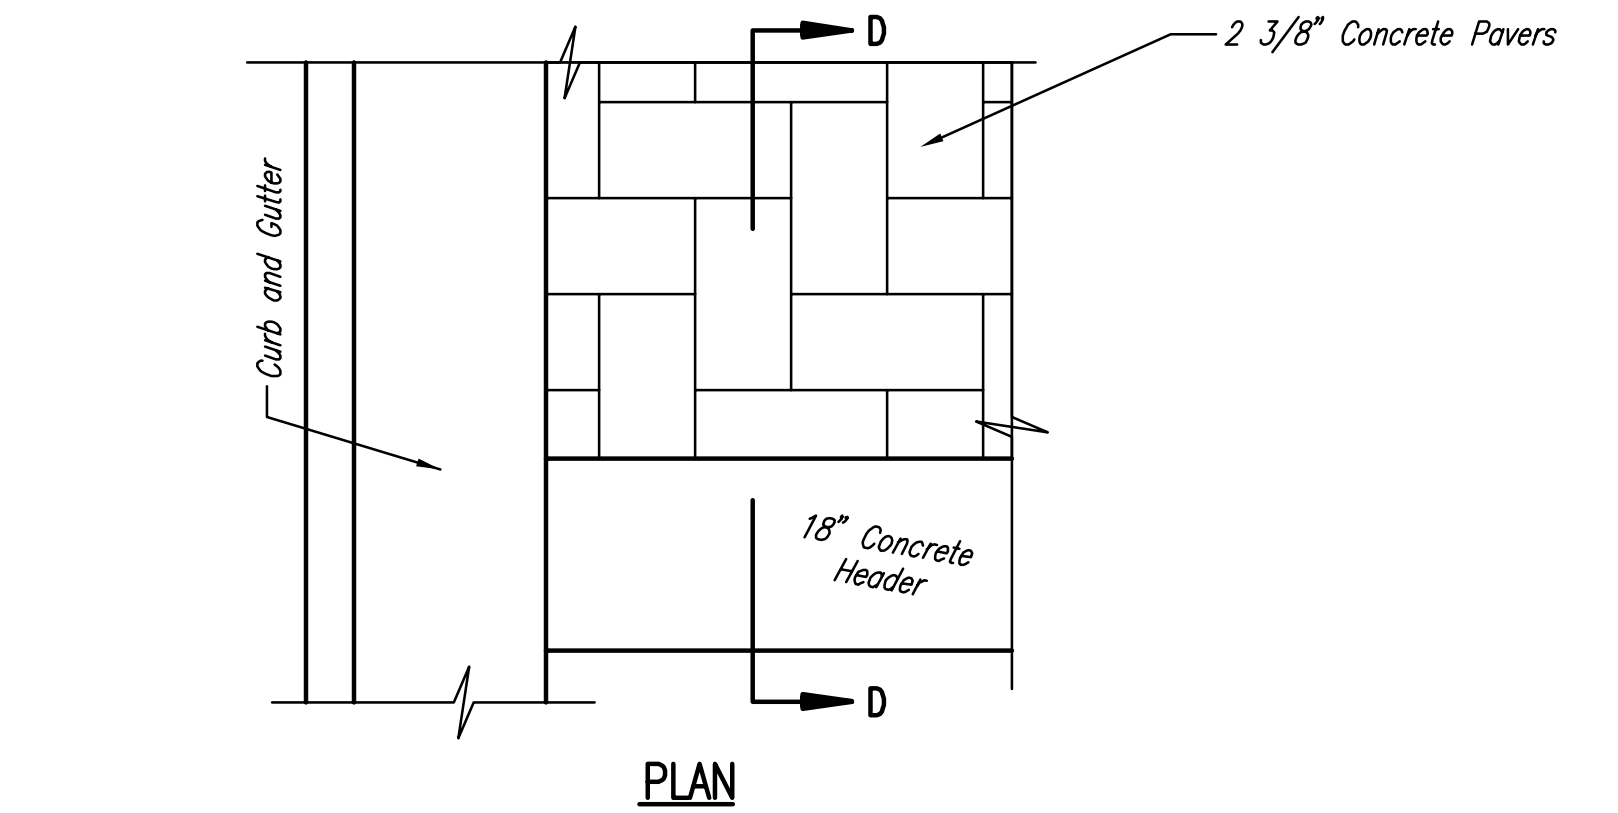 D
2 3/8” Concrete Pavers
Curb and Gutter
18” Concrete
Header
D
PLAN